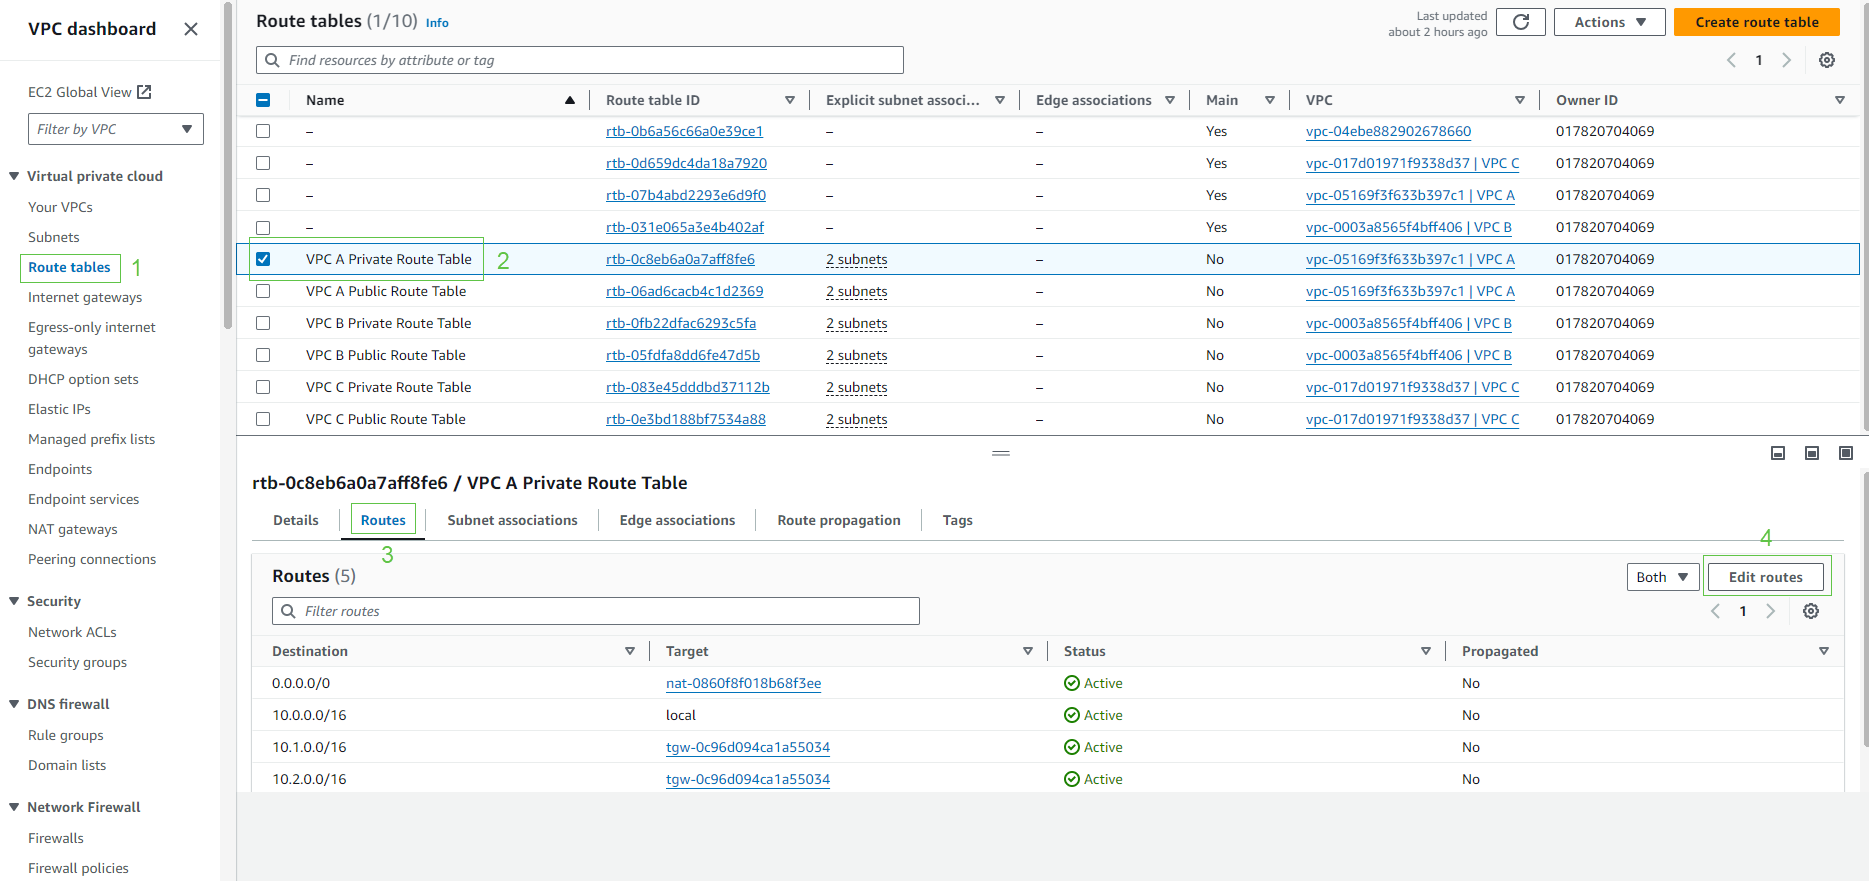 VPC dashboard
EC2 Global View
Filter by VPC
Virtual private cloud
Your VPCs
Subnets
Route tables 1
Internet gateways
Egress-only internet
gateways
DHCP option sets
Elastic IPs
Managed prefix lists
Endpoints
Endpoint services
NAT gateways
Peering connections
Security
Network ACLs
Security groups
DNS firewall
Rule groups
Domain lists
Network Firewall
Firewalls
Firewall policies
Route tables (1/10) Info
Last updated
about 2 hours ago
Actions
Create route table
Find resources by attribute or tag
1
Name Route table ID Explicit subnet associ... Edge associations Main VPC Owner ID
– rtb-0b6a56c66a0e39ce1 – – Yes vpc-04ebe882902678660 017820704069
– rtb-0d659dc4da18a7920 – – Yes vpc-017d01971f9338d37 | VPC C 017820704069
– rtb-07b4abd2293e6d9f0 – – Yes vpc-05169f3f633b397c1 | VPC A 017820704069
– rtb-031e065a3e4b402af – – Yes vpc-0003a8565f4bff406 | VPC B 017820704069
VPC A Private Route Table 2 rtb-0c8eb6a0a7aff8fe6 2 subnets – No vpc-05169f3f633b397c1 | VPC A 017820704069
VPC A Public Route Table rtb-06ad6cacb4c1d2369 2 subnets – No vpc-05169f3f633b397c1 | VPC A 017820704069
VPC B Private Route Table rtb-0fb22dfac6293c5fa 2 subnets – No vpc-0003a8565f4bff406 | VPC B 017820704069
VPC B Public Route Table rtb-05fdfa8dd6fe47d5b 2 subnets – No vpc-0003a8565f4bff406 | VPC B 017820704069
VPC C Private Route Table rtb-083e45dddbd37112b 2 subnets – No vpc-017d01971f9338d37 | VPC C 017820704069
VPC C Public Route Table rtb-0e3bd188bf7534a88 2 subnets – No vpc-017d01971f9338d37 | VPC C 017820704069
rtb-0c8eb6a0a7aff8fe6 / VPC A Private Route Table
Details Routes Subnet associations Edge associations Route propagation Tags
3
4
Routes (5)
Both
Edit routes
Filter routes
1
Destination Target Status Propagated
0.0.0.0/0 nat-0860f8f018b68f3ee Active No
10.0.0.0/16 local Active No
10.1.0.0/16 tgw-0c96d094ca1a55034 Active No
10.2.0.0/16 tgw-0c96d094ca1a55034 Active No